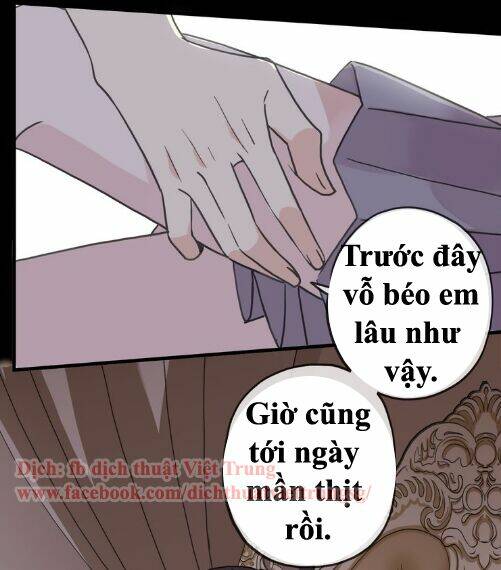 Trước đây
vỗ béo em
lâu như
vậy.
Giờ cũng
tới ngày
mần thịt
rồi.
Dịch: fb dịch thuật Việt Trung
www.facebook.com/dichthuatviettrung/